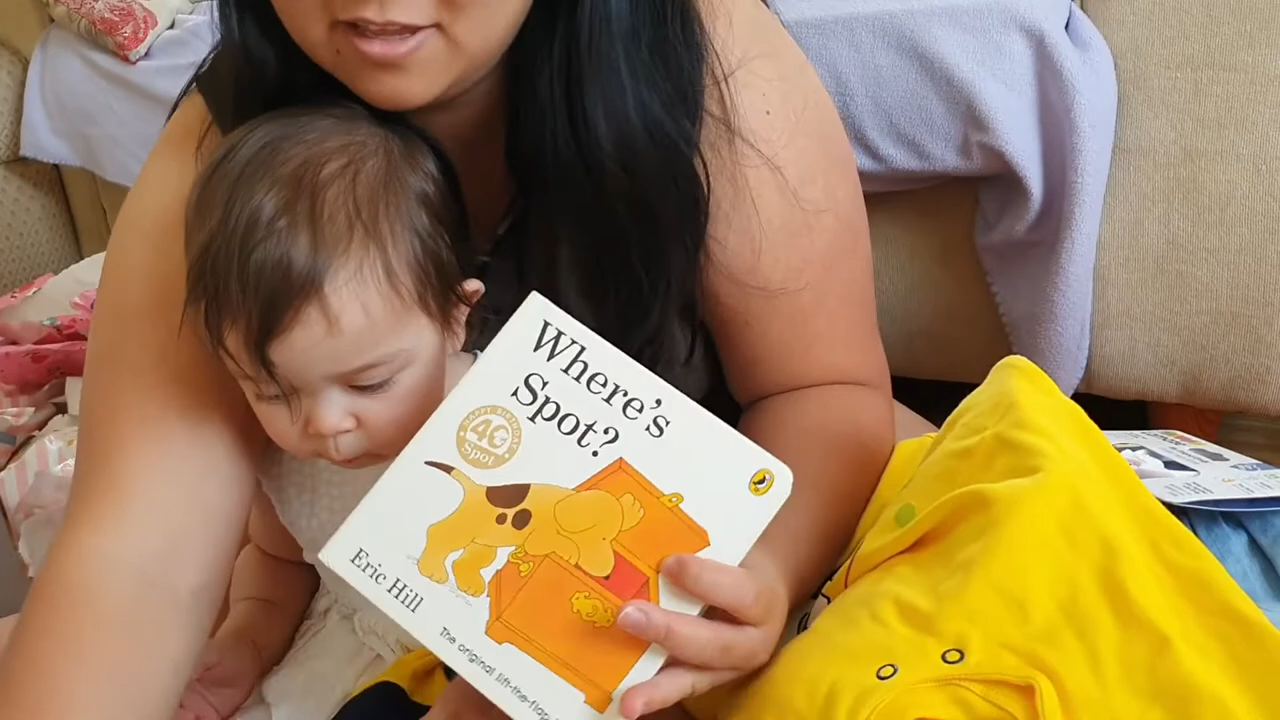 Where's
Spot?
HAPPY BIRTHDAY
40
Spot
Eric Hill
The original lift-the-flap